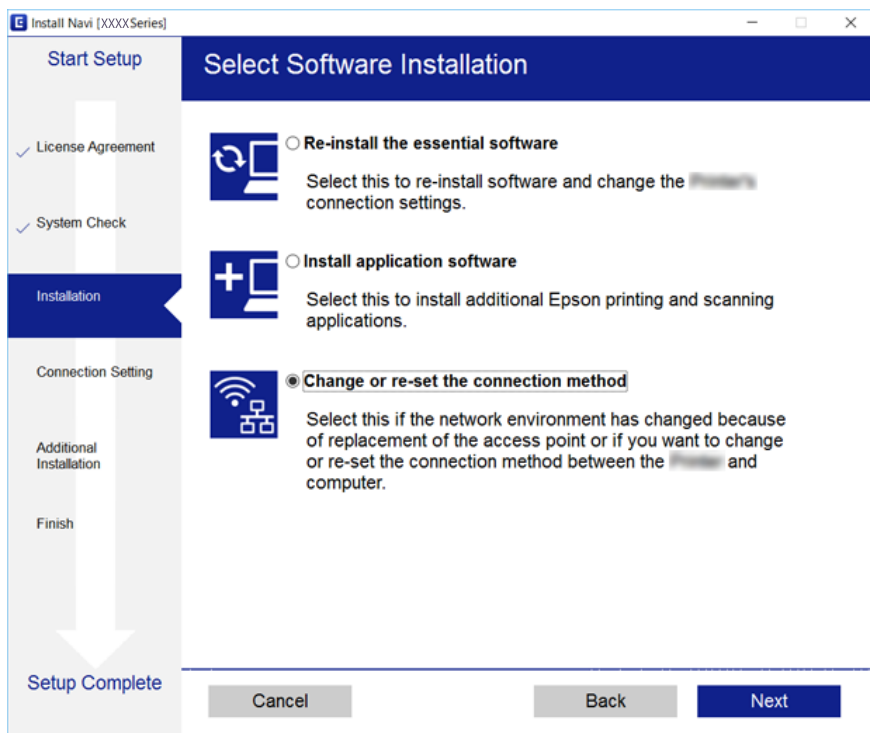 E Install Navi [XXXX Series]
Start Setup
License Agreement
System Check
Installation
Connection Setting
Additional
Installation
Finish
Setup Complete
Select Software Installation
Re-install the essential software
Select this to re-install software and change the
connection settings.
Install application software
Select this to install additional Epson printing and scanning
applications.
Change or re-set the connection method
Select this if the network environment has changed because
of replacement of the access point or if you want to change
or re-set the connection method between the and
computer.
Cancel
Back
Next